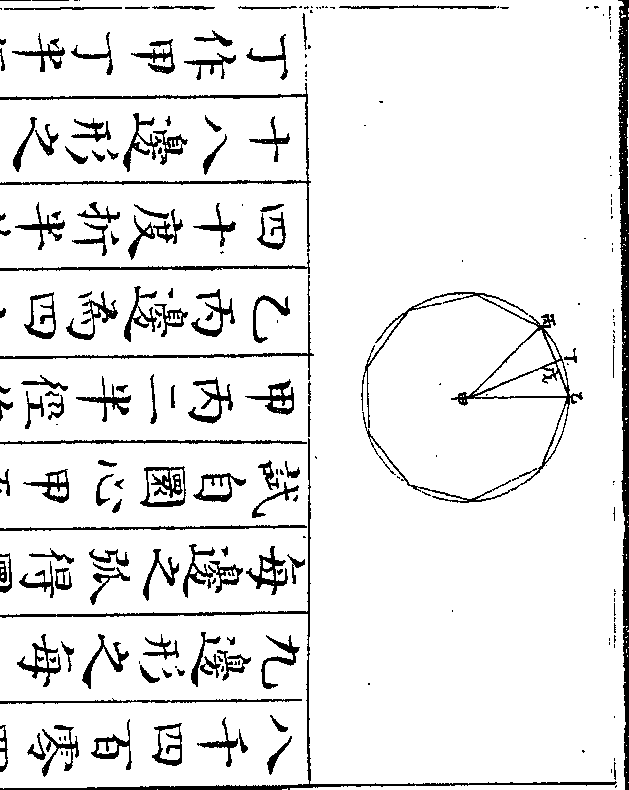 八千四百零四
九邊形之每
每邊之弧得
試自圜心甲
甲丙二半徑
乙丙邊為四
四十度折半
十八邊形之
丁作甲丁半
丙
丁
戊
乙
甲